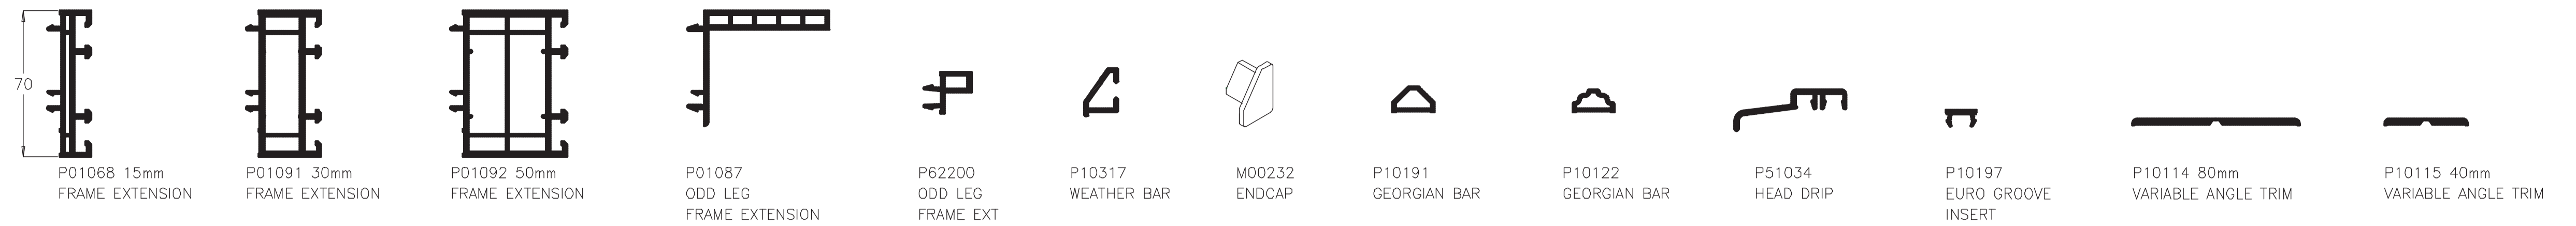 70
P01068 15mm
FRAME EXTENSION
P01091 30mm
FRAME EXTENSION
P01092 50mm
FRAME EXTENSION
P01087
ODD LEG
FRAME EXTENSION
P62200
ODD LEG
FRAME EXT
P10317
WEATHER BAR
M00232
ENDCAP
P10191
GEORGIAN BAR
P10122
GEORGIAN BAR
P51034
HEAD DRIP
P10197
EURO GROOVE
INSERT
P10114 80mm
VARIABLE ANGLE TRIM
P10115 40mm
VARIABLE ANGLE TRIM